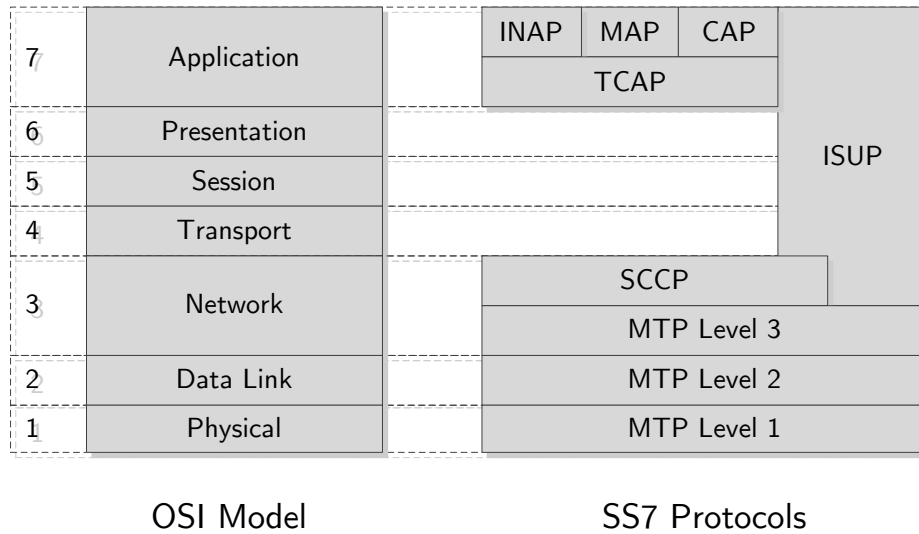 7 Application INAP MAP CAP
TCAP
6 Presentation
ISUP
5 Session
4 Transport
SCCP
3 Network
MTP Level 3
2 Data Link MTP Level 2
1 Physical MTP Level 1
OSI Model SS7 Protocols